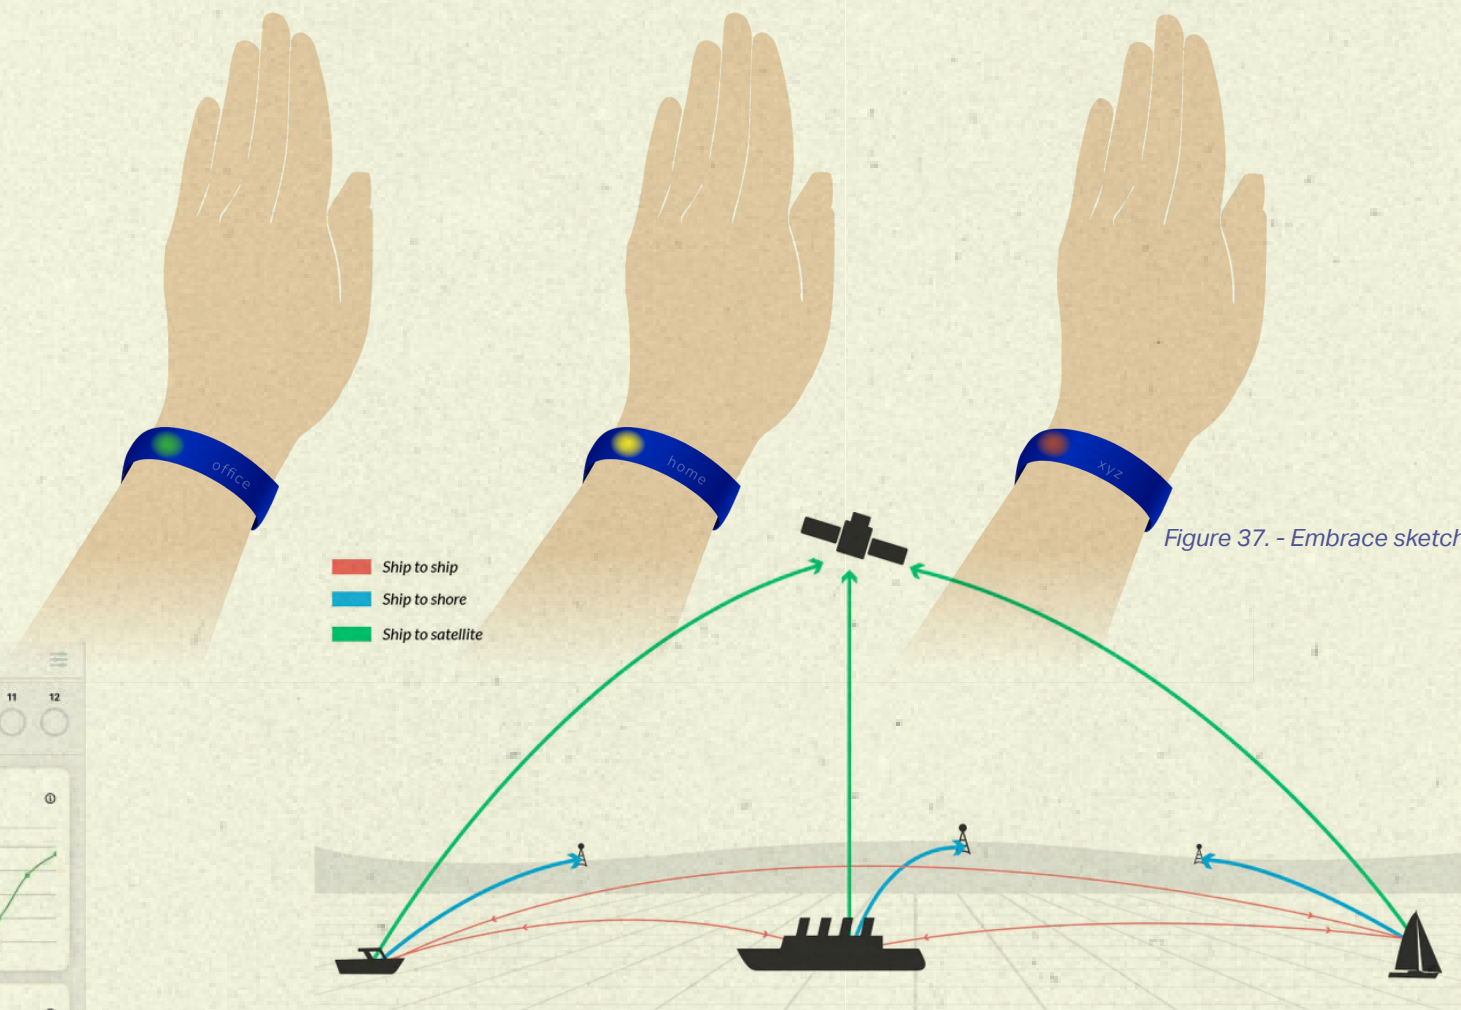 office
home
xyz
Figure 37. - Embrace sketch
Ship to ship
Ship to shore
Ship to satellite
11 12